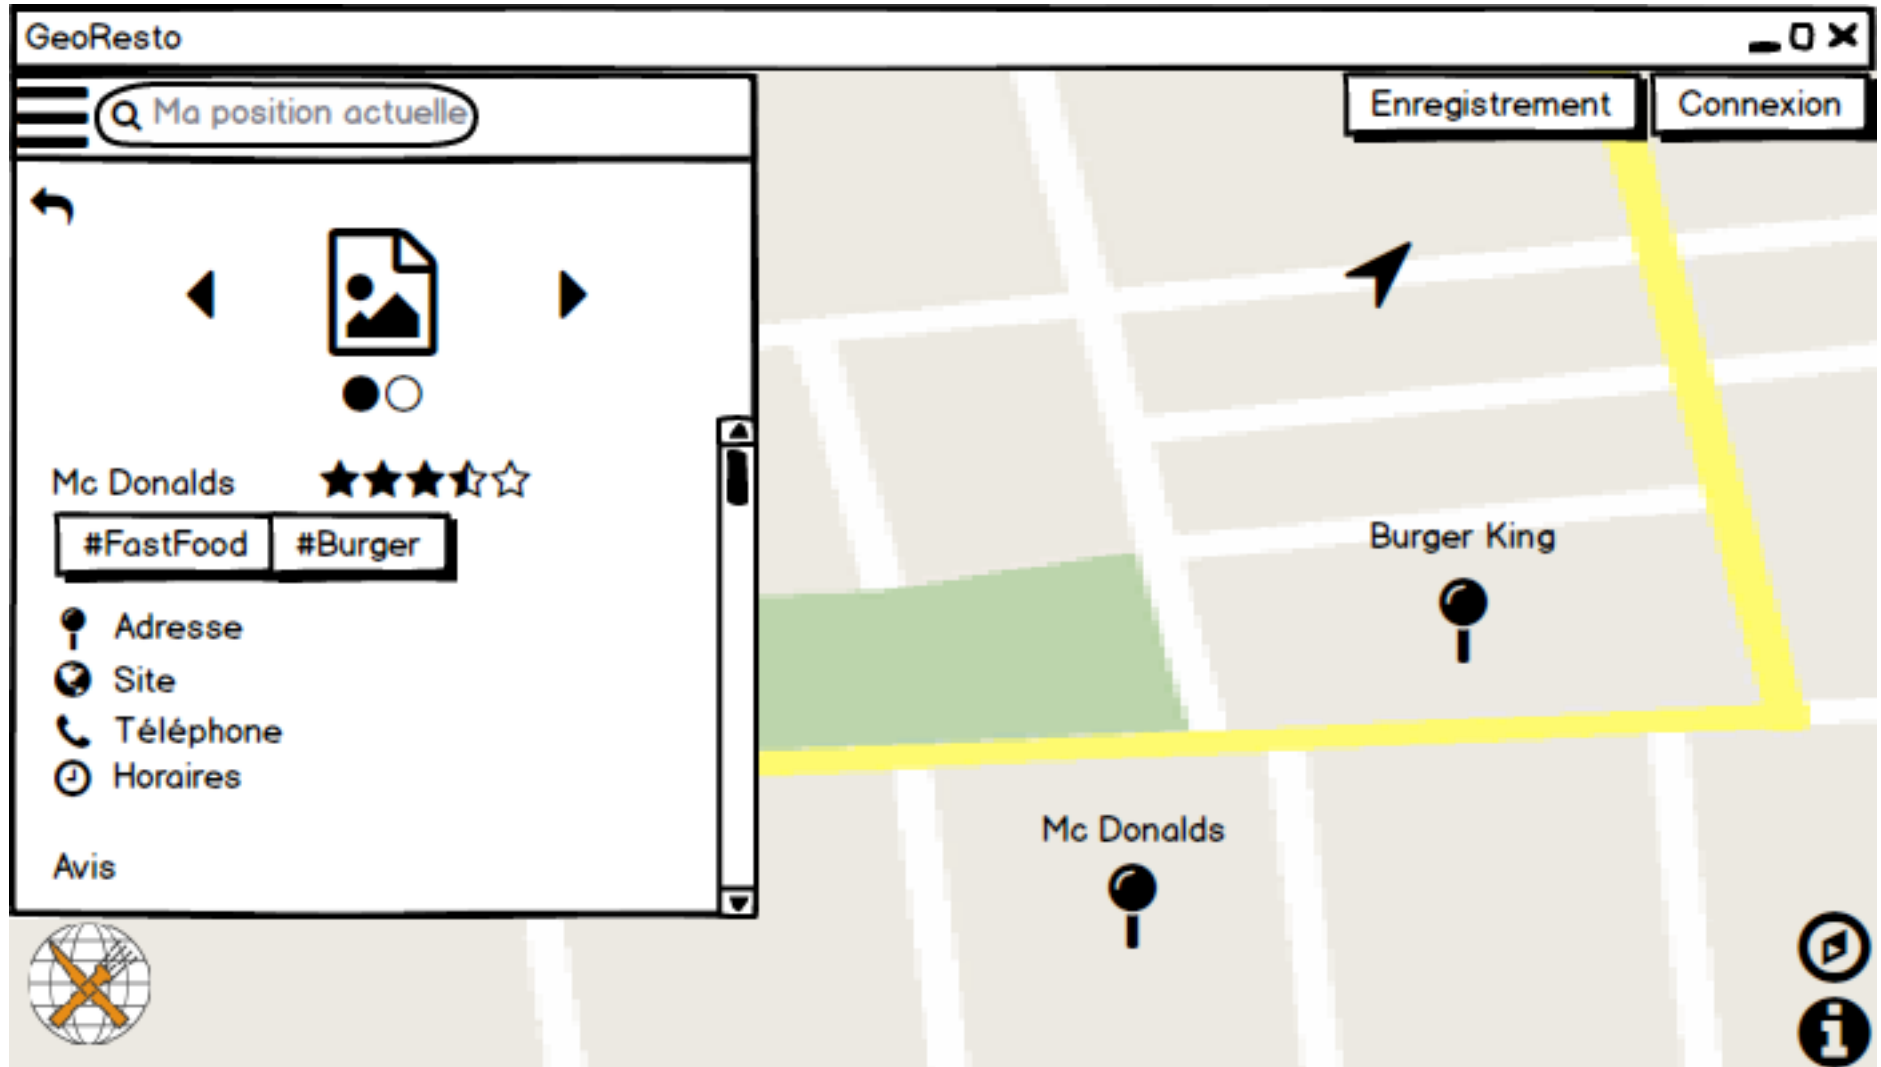 GeoResto
Ma position actuelle
Enregistrement
Connexion
Mc Donalds
#FastFood
#Burger
Adresse
Site
Téléphone
Horaires
Avis
Burger King
Mc Donalds